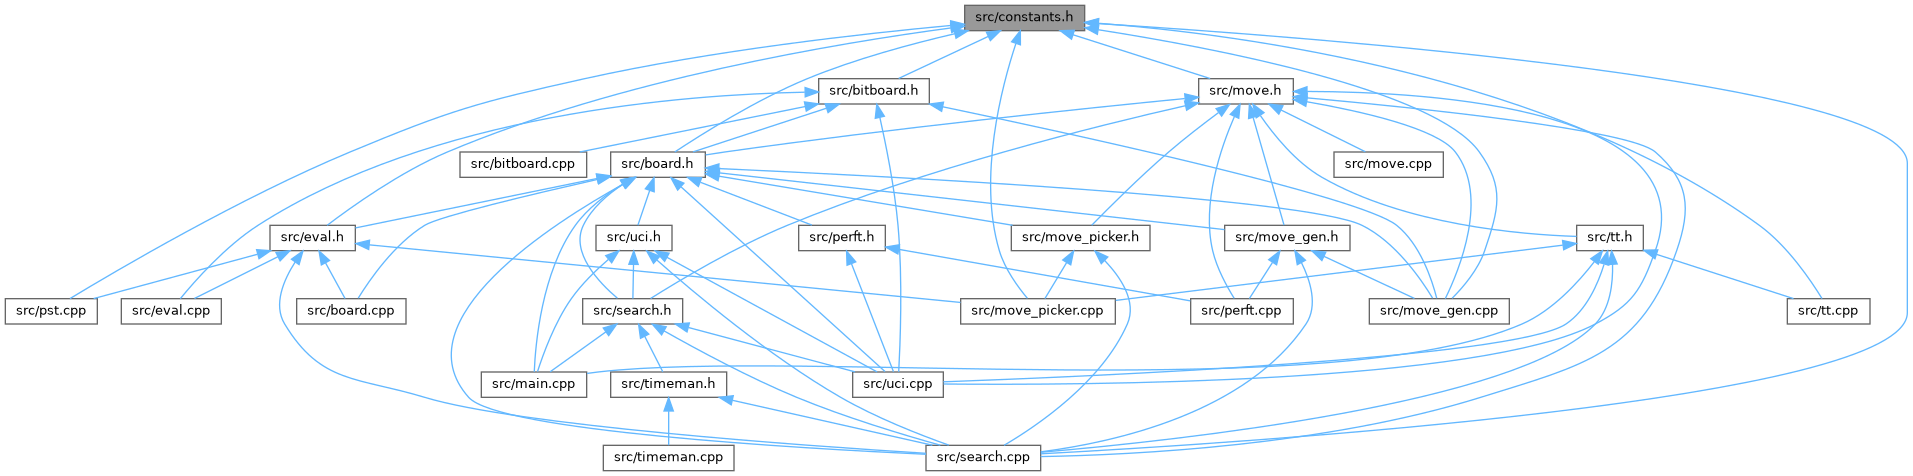 src/constants.h
src/bitboard.h
src/move.h
src/bitboard.cpp
src/board.h
src/move.cpp
src/eval.h
src/uci.h
src/perft.h
src/move_picker.h
src/move_gen.h
src/tt.h
src/pst.cpp
src/eval.cpp
src/board.cpp
src/search.h
src/move_picker.cpp
src/perft.cpp
src/move_gen.cpp
src/tt.cpp
src/main.cpp
src/timeman.h
src/uci.cpp
src/timeman.cpp
src/search.cpp